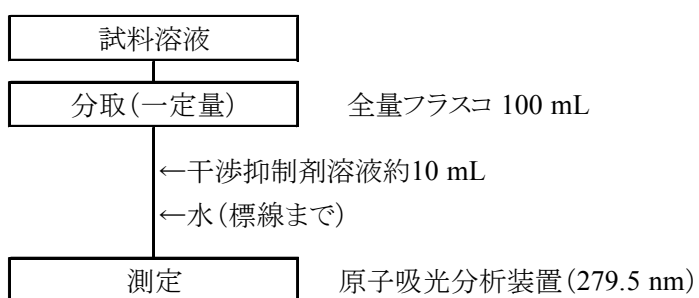 試料溶液
分取(一定量) 全量フラスコ 100 mL
←干渉抑制剤溶液約10 mL
←水(標線まで)
測定 原子吸光分析装置(279.5 nm)